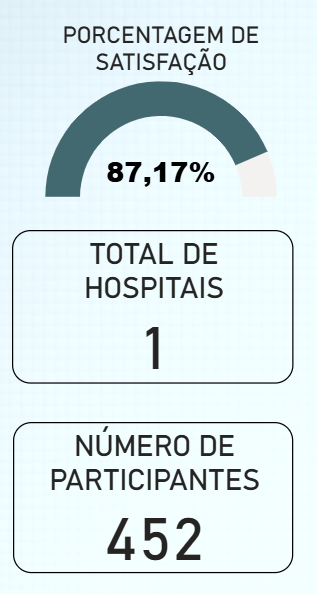 PORCENTAGEM DE
SATISFAÇÃO
87,17%
TOTAL DE
HOSPITAIS
1
NÚMERO DE
PARTICIPANTES
452